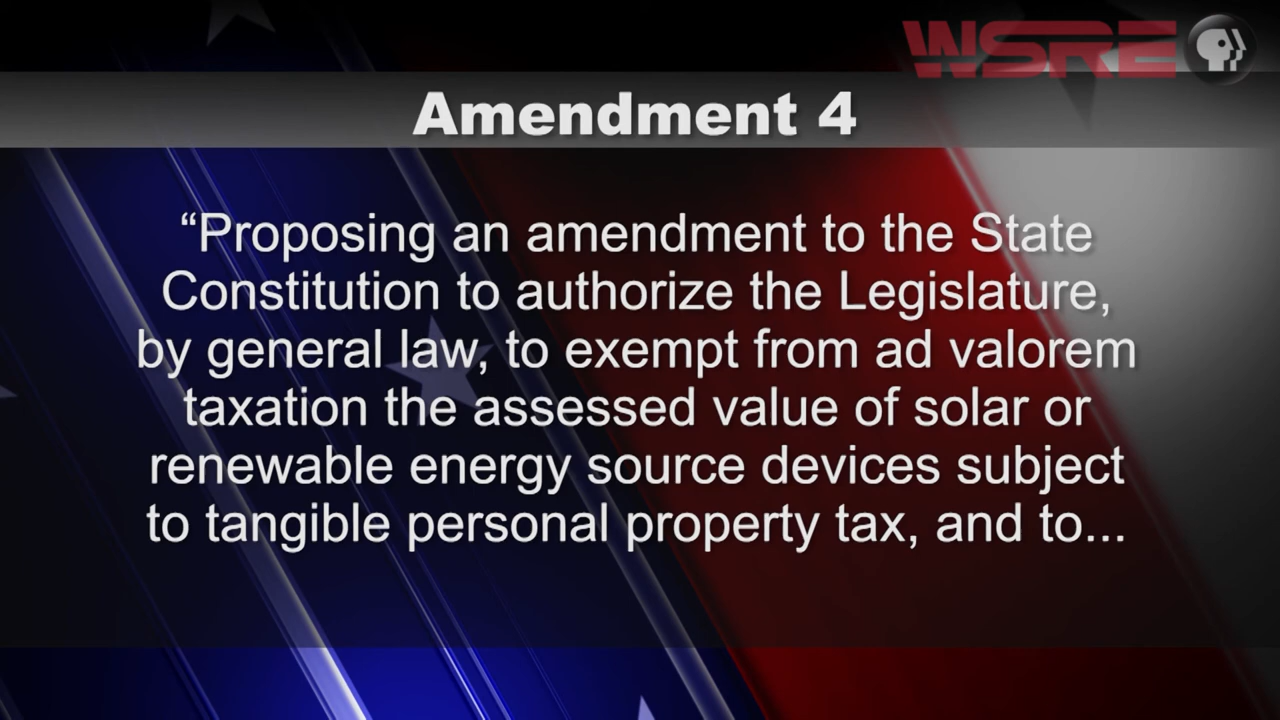 WSRE
Amendment 4
“Proposing an amendment to the State
Constitution to authorize the Legislature,
by general law, to exempt from ad valorem
taxation the assessed value of solar or
renewable energy source devices subject
to tangible personal property tax, and to...